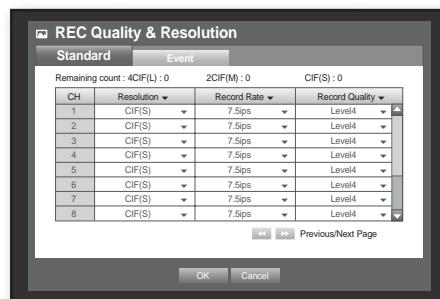 REC Quality & Resolution
Standard Event
Remaining count : 4CIF(L) : 0 2CIF(M) : 0 CIF(S) : 0
CH Resolution Record Rate Record Quality
1 CIF(S) 7.5ips Level4
2 CIF(S) 7.5ips Level4
3 CIF(S) 7.5ips Level4
4 CIF(S) 7.5ips Level4
5 CIF(S) 7.5ips Level4
6 CIF(S) 7.5ips Level4
7 CIF(S) 7.5ips Level4
8 CIF(S) 7.5ips Level4
Previous/Next Page
OK Cancel